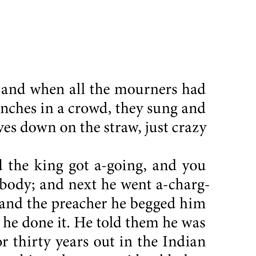 and when all the mourners had
nches in a crowd, they sung and
ves down on the straw, just crazy
the king got a-going, and you
body; and next he went a-charg-
and the preacher he begged him
he done it. He told them he was
or thirty years out in the Indian